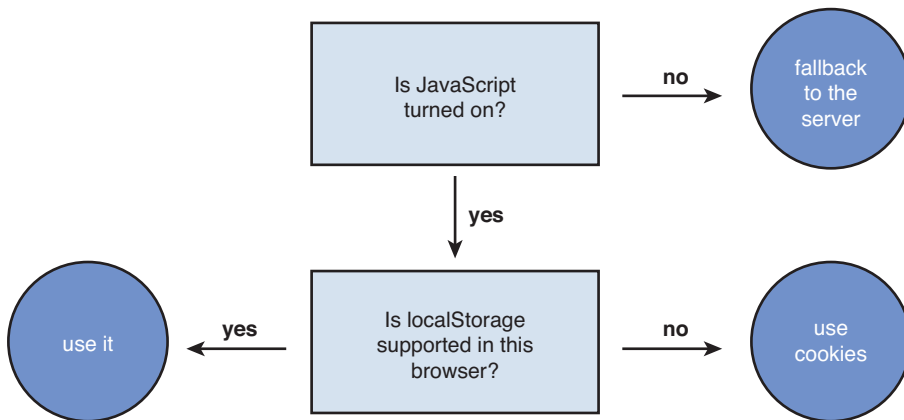 Is JavaScript
turned on?
no
fallback
to the
server
yes
use it
yes
Is localStorage
supported in this
browser?
no
use
cookies